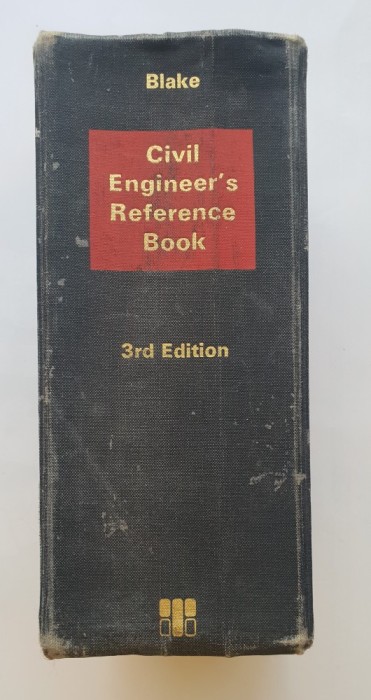 Blake
Civil
Engineer's
Reference
Book
3rd Edition